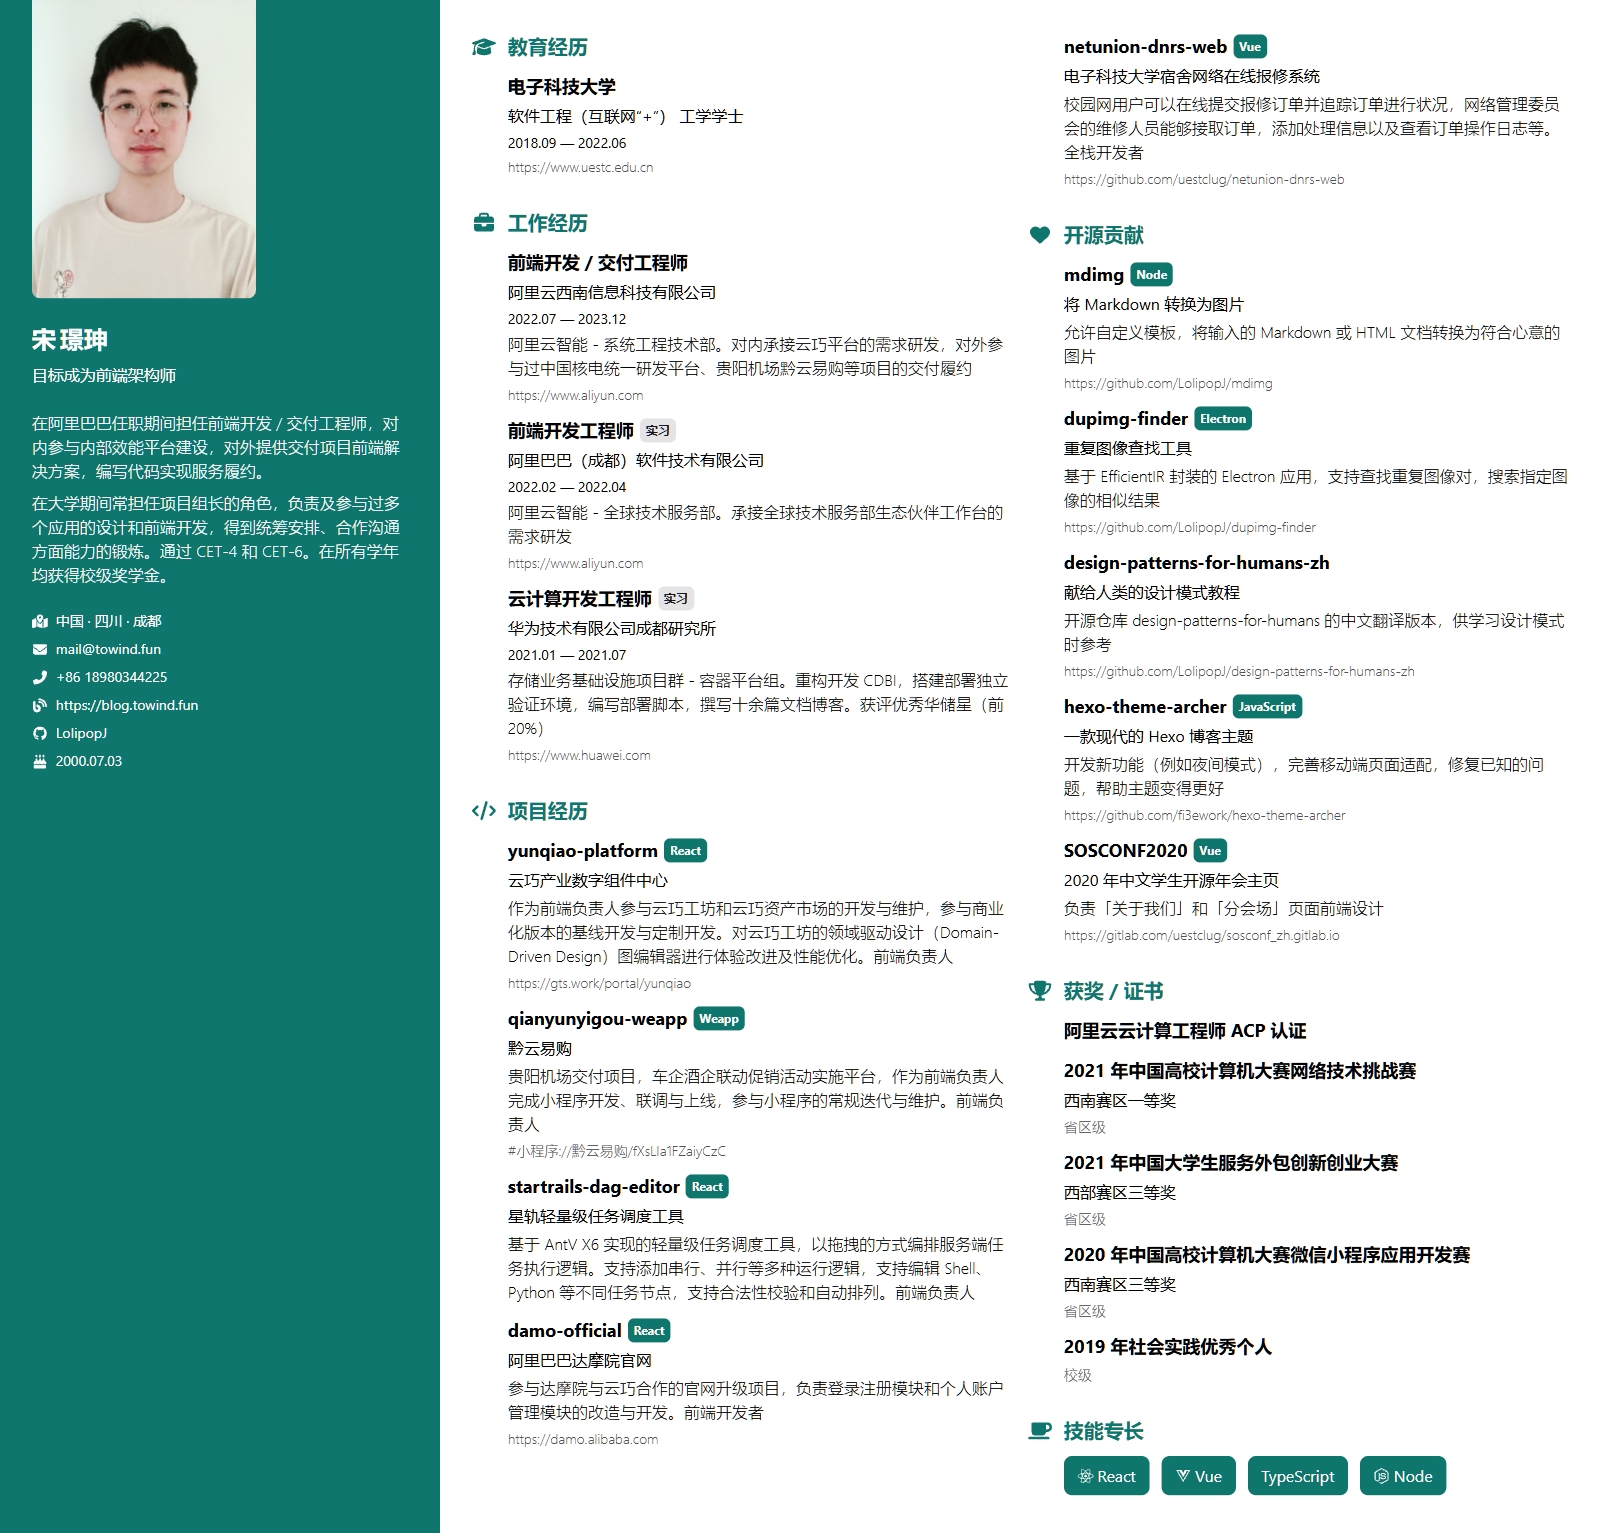 宋璟珅
目标成为前端架构师
在阿里巴巴任职期间担任前端开发 / 交付工程师，对
内参与内部效能平台建设，对外提供交付项目前端解
决方案，编写代码实现服务履约。
在大学期间常担任项目组长的角色，负责及参与过多
个应用的设计和前端开发，得到统筹安排、合作沟通
方面能力的锻炼。通过 CET-4 和 CET-6。在所有学年
均获得校级奖学金。
中国 · 四川 · 成都
mail@towind.fun
+86 18980344225
https://blog.towind.fun
LolipopJ
2000.07.03
教育经历
电子科技大学
软件工程（互联网“+”） 工学学士
2018.09 — 2022.06
https://www.uestc.edu.cn
工作经历
前端开发 / 交付工程师
阿里云西南信息科技有限公司
2022.07 — 2023.12
阿里云智能 - 系统工程技术部。对内承接云巧平台的需求研发，对外参
与过中国核电统一研发平台、贵阳机场黔云易购等项目的交付履约
https://www.aliyun.com
前端开发工程师 实习
阿里巴巴（成都）软件技术有限公司
2022.02 — 2022.04
阿里云智能 - 全球技术服务部。承接全球技术服务部生态伙伴工作台的
需求研发
https://www.aliyun.com
云计算开发工程师 实习
华为技术有限公司成都研究所
2021.01 — 2021.07
存储业务基础设施项目群 - 容器平台组。重构开发 CDBI，搭建部署独立
验证环境，编写部署脚本，撰写十余篇文档博客。获评优秀华储星（前
20%）
https://www.huawei.com
项目经历
yunqiao-platform React
云巧产业数字组件中心
作为前端负责人参与云巧工坊和云巧资产市场的开发与维护，参与商业
化版本的基线开发与定制开发。对云巧工坊的领域驱动设计（Domain-
Driven Design）图编辑器进行体验改进及性能优化。前端负责人
https://gts.work/portal/yunqiao
qianyunyigou-weapp Weapp
黔云易购
贵阳机场交付项目，车企酒企联动促销活动实施平台，作为前端负责人
完成小程序开发、联调与上线，参与小程序的常规迭代与维护。前端负
责人
#小程序://黔云易购/fXsLIa1FZaiyCzC
startrails-dag-editor React
星轨轻量级任务调度工具
基于 AntV X6 实现的轻量级任务调度工具，以拖拽的方式编排服务端任
务执行逻辑。支持添加串行、并行等多种运行逻辑，支持编辑 Shell、
Python 等不同任务节点，支持合法性校验和自动排列。前端负责人
damo-official React
阿里巴巴达摩院官网
参与达摩院与云巧合作的官网升级项目，负责登录注册模块和个人账户
管理模块的改造与开发。前端开发者
https://damo.alibaba.com
netunion-dnrs-web Vue
电子科技大学宿舍网络在线报修系统
校园网用户可以在线提交报修订单并追踪订单进行状况，网络管理委员
会的维修人员能够接取订单，添加处理信息以及查看订单操作日志等。
全栈开发者
https://github.com/uestclug/netunion-dnrs-web
开源贡献
mdimg Node
将 Markdown 转换为图片
允许自定义模板，将输入的 Markdown 或 HTML 文档转换为符合心意的
图片
https://github.com/LolipopJ/mdimg
dupimg-finder Electron
重复图像查找工具
基于 EfficientIR 封装的 Electron 应用，支持查找重复图像对，搜索指定图
像的相似结果
https://github.com/LolipopJ/dupimg-finder
design-patterns-for-humans-zh
献给人类的设计模式教程
开源仓库 design-patterns-for-humans 的中文翻译版本，供学习设计模式
时参考
https://github.com/LolipopJ/design-patterns-for-humans-zh
hexo-theme-archer JavaScript
一款现代的 Hexo 博客主题
开发新功能（例如夜间模式），完善移动端页面适配，修复已知的问
题，帮助主题变得更好
https://github.com/fi3ework/hexo-theme-archer
SOSCONF2020 Vue
2020 年中文学生开源年会主页
负责「关于我们」和「分会场」页面前端设计
https://gitlab.com/uestclug/sosconf_zh.gitlab.io
获奖 / 证书
阿里云云计算工程师 ACP 认证
2021 年中国高校计算机大赛网络技术挑战赛
西南赛区一等奖
省区级
2021 年中国大学生服务外包创新创业大赛
西部赛区三等奖
省区级
2020 年中国高校计算机大赛微信小程序应用开发赛
西南赛区三等奖
省区级
2019 年社会实践优秀个人
校级
技能专长
React Vue TypeScript Node